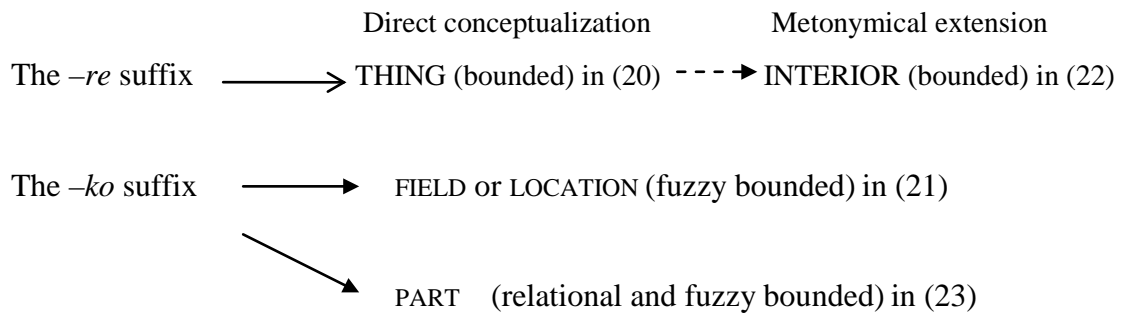 Direct conceptualization Metonymical extension
The –re suffix THING (bounded) in (20) INTERIOR (bounded) in (22)
The –ko suffix FIELD or LOCATION (fuzzy bounded) in (21)
PART (relational and fuzzy bounded) in (23)